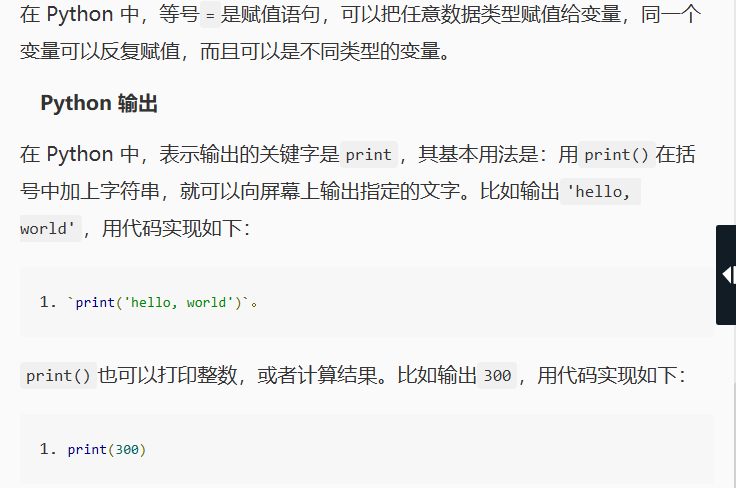 在 Python 中，等号 = 是赋值语句，可以把任意数据类型赋值给变量，同一个
变量可以反复赋值，而且可以是不同类型的变量。
Python 输出
在 Python 中，表示输出的关键字是 print ，其基本用法是：用 print() 在括
号中加上字符串，就可以向屏幕上输出指定的文字。比如输出 'hello,
world' ，用代码实现如下：
1. `print('hello, world')`。
print() 也可以打印整数，或者计算结果。比如输出 300 ，用代码实现如下：
1. print(300)